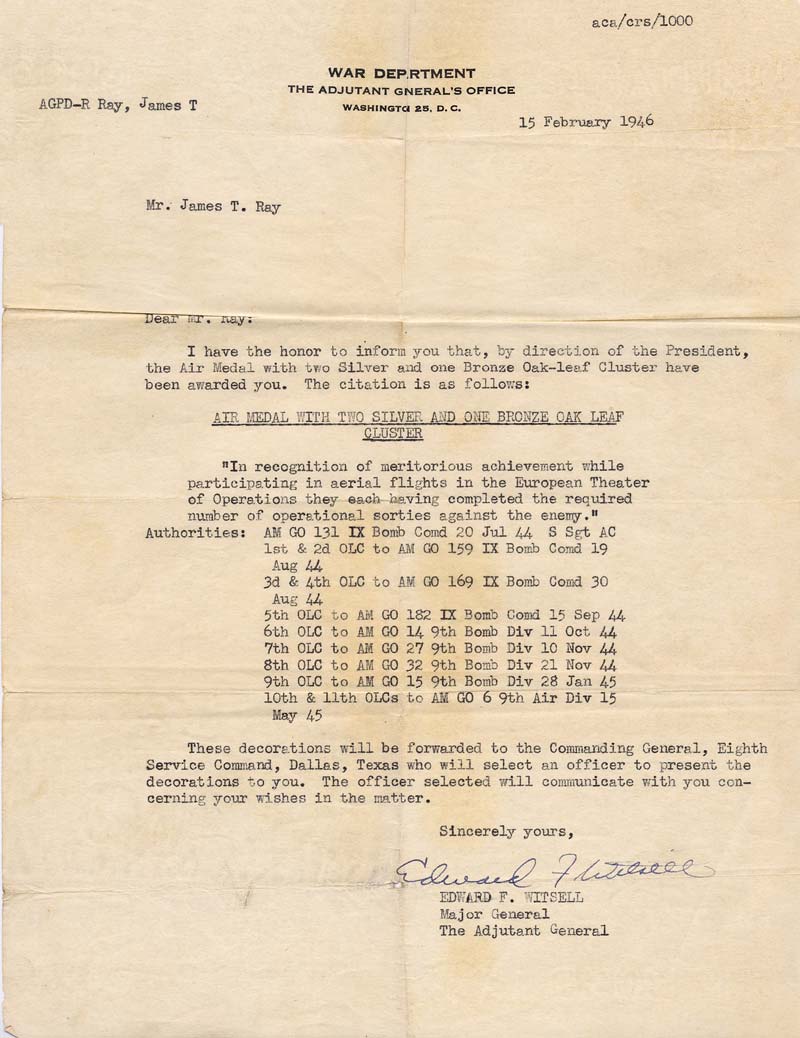 aca/crs/1000
WAR DEPARTMENT
THE ADJUTANT GNERAL'S OFFICE
AGPD-R Ray, James T
WASHINGTO 25, D. C.
15 February 1946
Mr. James T. Ray
Dear Mr. Ray:
I have the honor to inform you that, by direction of the President,
the Air Medal with two Silver and one Bronze Oak-leaf Cluster have
been awarded you. The citation is as follows:
AIR MEDAL WITH TWO SILVER AND ONE BRONZE OAK LEAF
CLUSTER
"In recognition of meritorious achievement while
participating in aerial flights in the European Theater
of Operations they each having completed the required
number of operational sorties against the enemy."
Authorities: AM GO 131 IX Bomb Comd 20 Jul 44 S Sgt AC
1st & 2d OLC to AM GO 159 IX Bomb Comd 19
Aug 44
3d & 4th OLC to AM GO 169 IX Bomb Comd 30
Aug 44
5th OLC to AM GO 182 IX Bomb Comd 15 Sep 44
6th OLC to AM GO 14 9th Bomb Div 11 Oct 44
7th OLC to AM GO 27 9th Bomb Div 10 Nov 44
8th OLC to AM GO 32 9th Bomb Div 21 Nov 44
9th OLC to AM GO 15 9th Bomb Div 28 Jan 45
10th & 11th OLCs to AM GO 6 9th Air Div 15
May 45
These decorations will be forwarded to the Commanding General, Eighth
Service Command, Dallas, Texas who will select an officer to present the
decorations to you. The officer selected will communicate with you con-
cerning your wishes in the matter.
Sincerely yours,
Edward F Witsell
EDWARD F. WITSELL
Major General
The Adjutant General